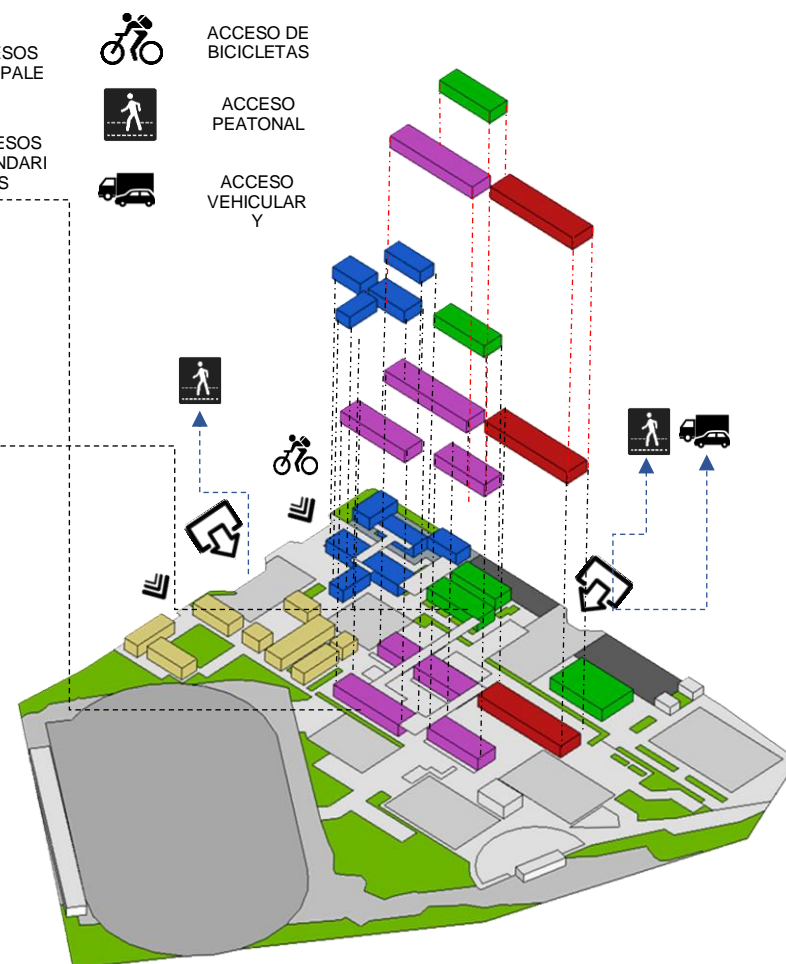 ESOS
PALE
ESOS
NDARI
S
ACCESO DE
BICICLETAS
ACCESO
PEATONAL
ACCESO
VEHICULAR
Y